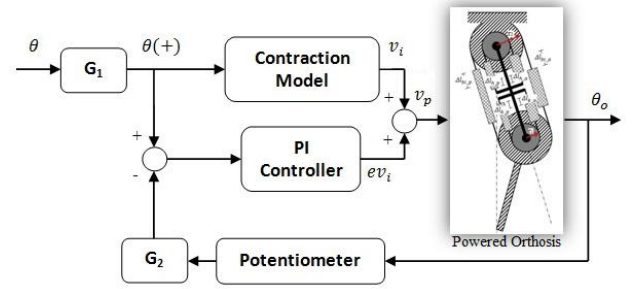 θ
G₁
θ(+)
Contraction
Model
vᵢ
+
vₚ
+
+
-
PI
Controller
evᵢ
θₒ
Powered Orthosis
G₂
Potentiometer